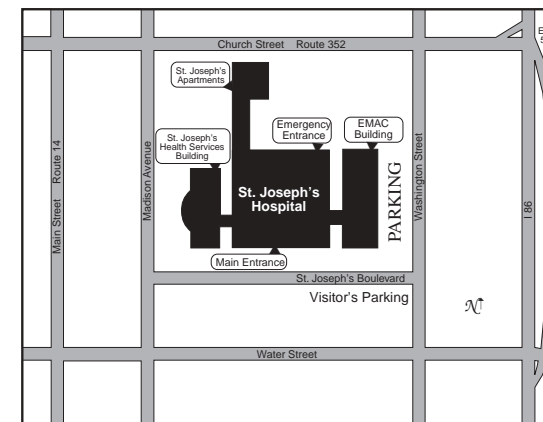 Church Street Route 352
St. Joseph's
Apartments
Emergency
Entrance
EMAC
Building
St. Joseph's
Health Services
Building
Main Street Route 14
Madison Avenue
St. Joseph's
Hospital
PARKING
Washington Street
I 86
Main Entrance
St. Joseph's Boulevard
Visitor's Parking
N
Water Street